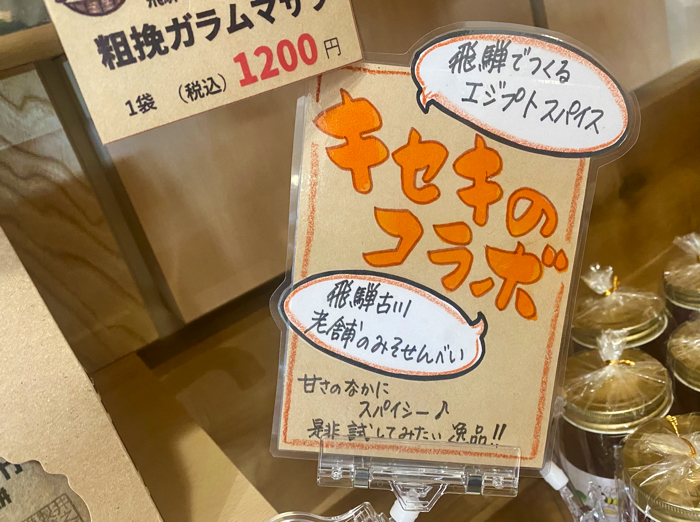 粗挽ガラムマサラ
1袋 (税込) 1200円
飛騨でつくる
エジプトスパイス
キセキの
コラボ
飛騨古川
老舗のみそせんべい
甘さのなかに
スパイシー♪
是非試してみたい逸品!!